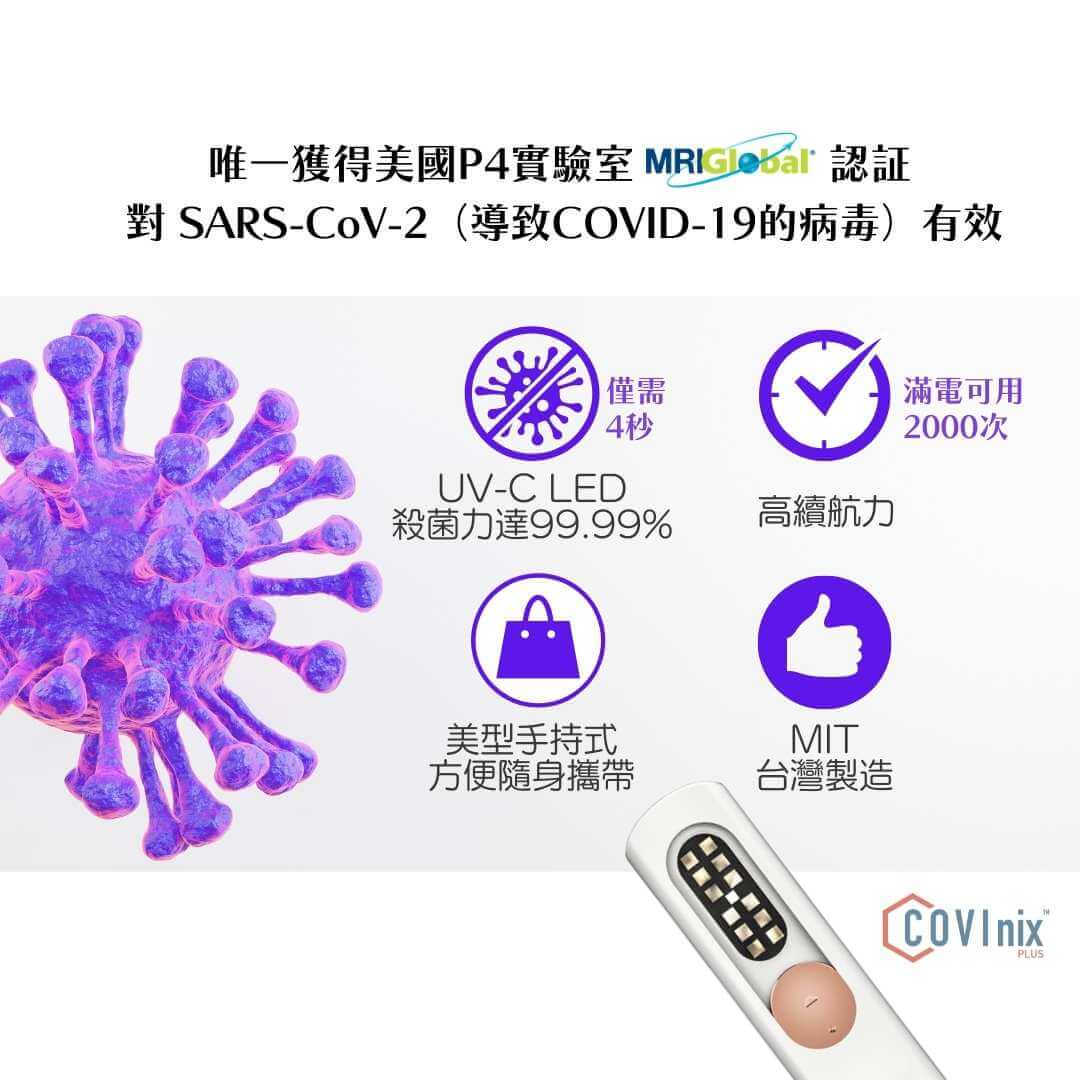 唯一獲得美國P4實驗室 MRIGlobal® 認証
對 SARS-CoV-2（導致COVID-19的病毒）有效
僅需
4秒
UV-C LED
殺菌力達99.99%
滿電可用
2000次
高續航力
美型手持式
方便隨身攜帶
MIT
台灣製造
COVInix™
PLUS